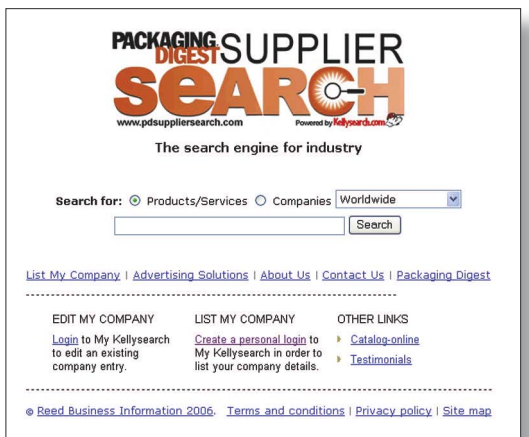 PACKAGING DIGEST SUPPLIER
SEARCH
www.pdsuppliersearch.com Powered by Kellysearch.com
The search engine for industry
Search for: Products/Services Companies Worldwide
Search
List My Company | Advertising Solutions | About Us | Contact Us | Packaging Digest
EDIT MY COMPANY LIST MY COMPANY OTHER LINKS
Login to My Kellysearch Create a personal login to Catalog-online
to edit an existing My Kellysearch in order to Testimonials
company entry. list your company details.
© Reed Business Information 2006. Terms and conditions | Privacy policy | Site map